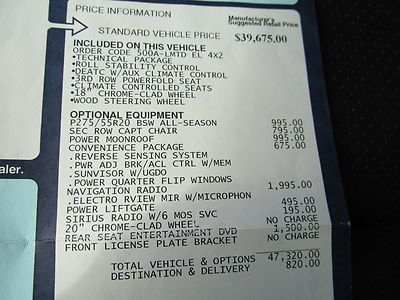 PRICE INFORMATION
Manufacturer's
Suggested Retail Price
STANDARD VEHICLE PRICE $39,675.00
INCLUDED ON THIS VEHICLE
ORDER CODE 500A-LMTD EL 4X2
•TECHNICAL PACKAGE
•ROLL STABILITY CONTROL
•DEATC W/AUX CLIMATE CONTROL
•3RD ROW POWERFOLD SEAT
•CLIMATE CONTROLLED SEATS
•18" CHROME-CLAD WHEEL
•WOOD STEERING WHEEL
OPTIONAL EQUIPMENT
P275/55R20 BSW ALL-SEASON 995.00
SEC ROW CAPT CHAIR 795.00
POWER MOONROOF 995.00
CONVENIENCE PACKAGE 675.00
.REVERSE SENSING SYSTEM
.PWR ADJ BRK/ACL CTRL W/MEM
.SUNVISOR W/UGDO
.POWER QUARTER FLIP WINDOWS
NAVIGATION RADIO 1,995.00
.ELECTRO RVIEW MIR W/MICROPHON
POWER LIFTGATE 495.00
SIRIUS RADIO W/6 MOS SVC 195.00
20" CHROME-CLAD WHEEL NO CHARGE
REAR SEAT ENTERTAINMENT DVD 1,500.00
FRONT LICENSE PLATE BRACKET NO CHARGE
TOTAL VEHICLE & OPTIONS 47,320.00
DESTINATION & DELIVERY 820.00
aler.